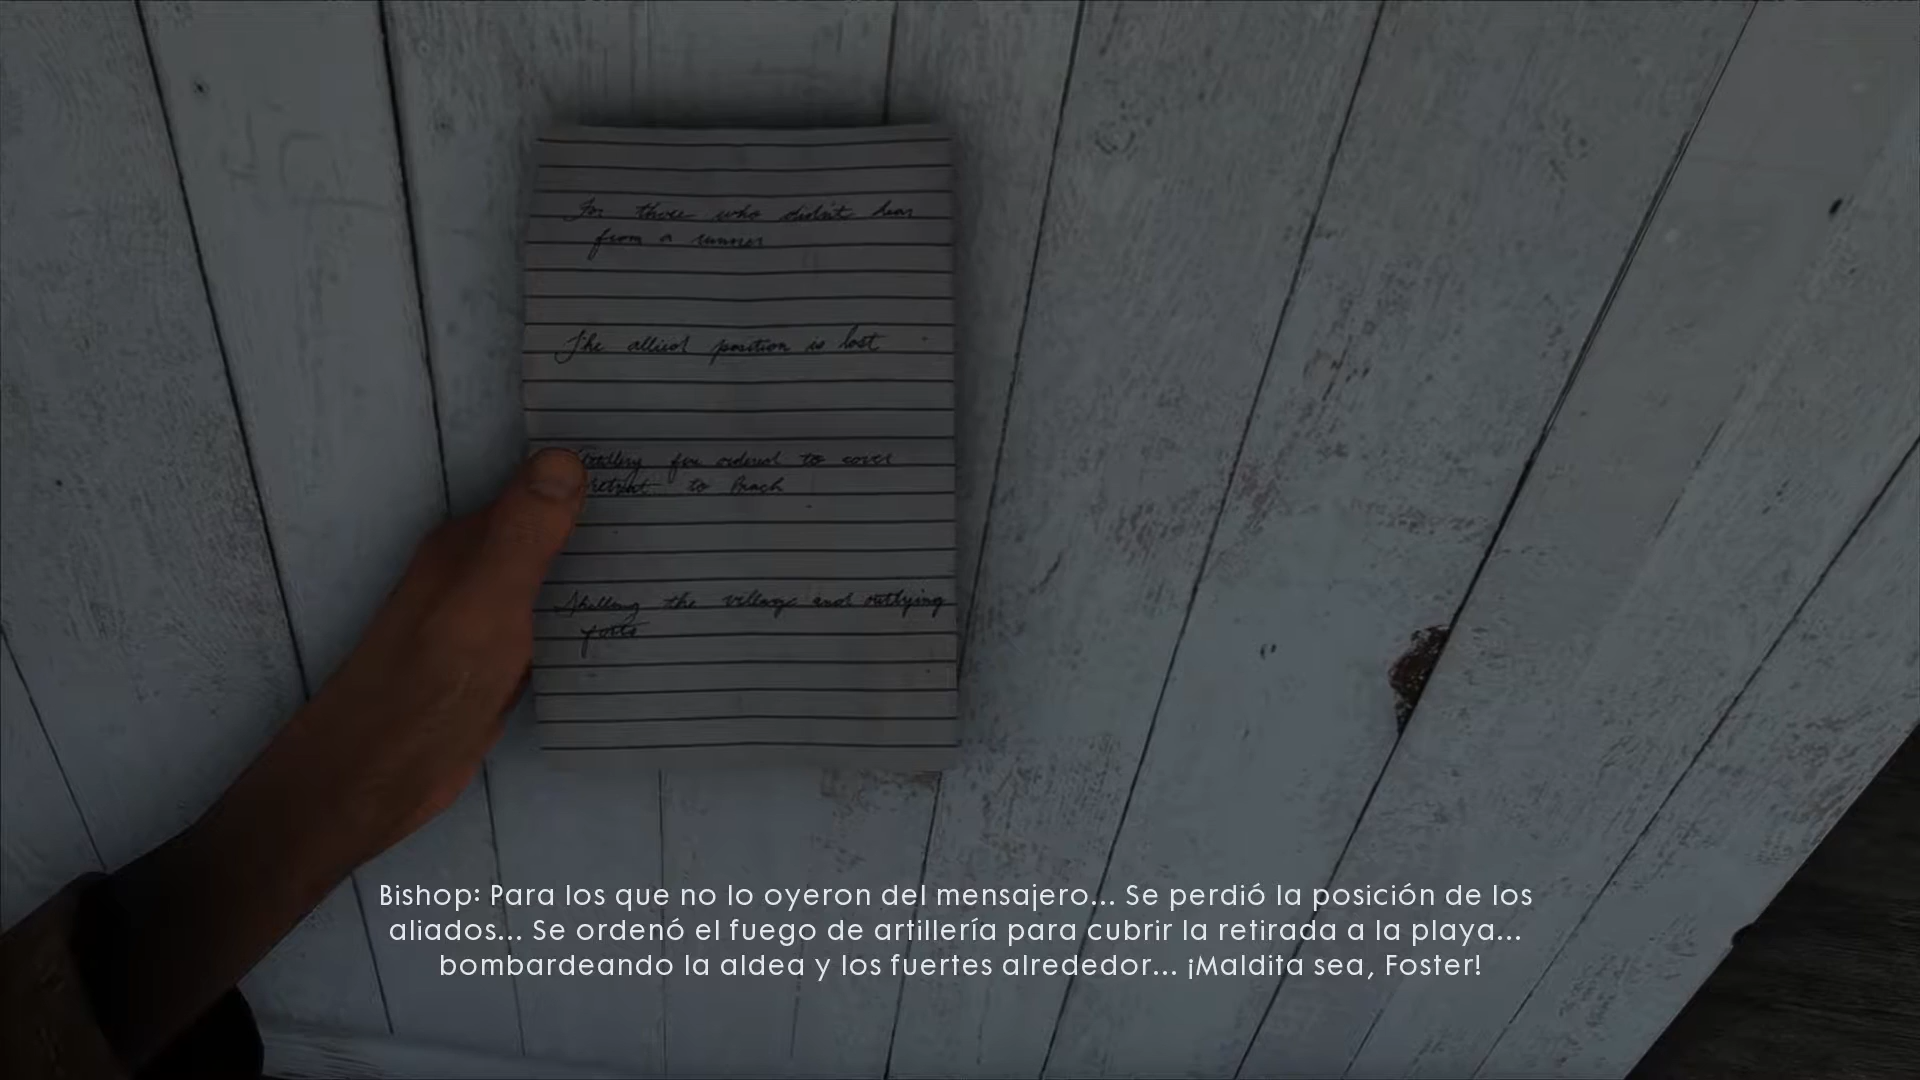 For those who didn't hear
from a runner
The allied position is lost
Artillery fire ordered to cover
retreat to Beach
Shelling the village and outlying
forts
Bishop: Para los que no lo oyeron del mensajero... Se perdió la posición de los
aliados... Se ordenó el fuego de artillería para cubrir la retirada a la playa...
bombardeando la aldea y los fuertes alrededor... ¡Maldita sea, Foster!